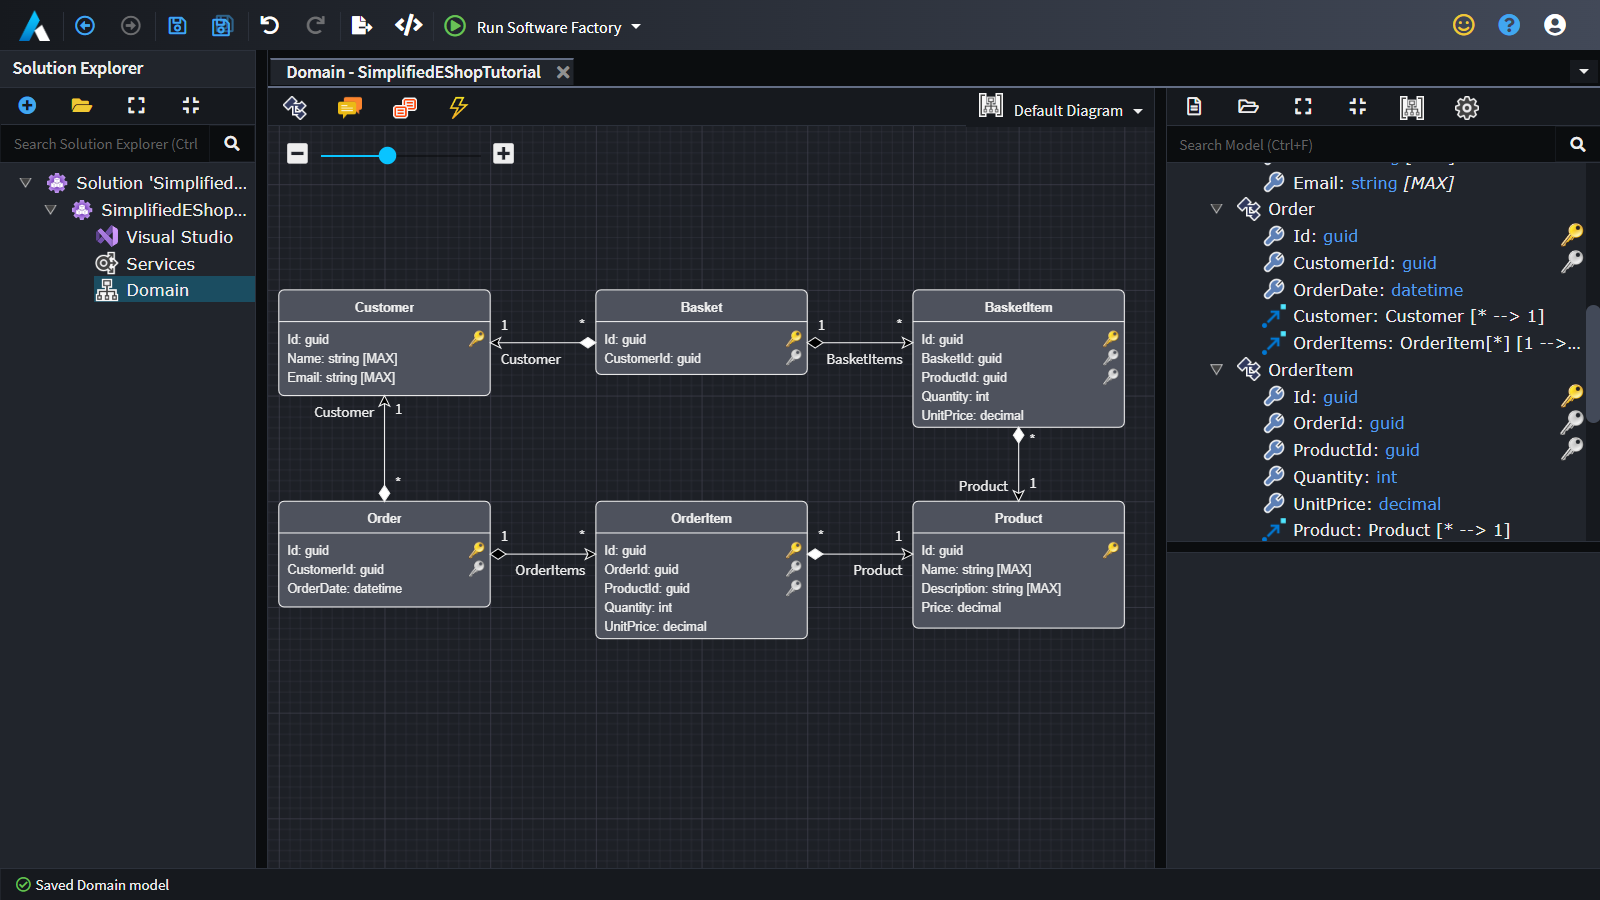 Run Software Factory
Solution Explorer
Search Solution Explorer (Ctrl
Solution 'Simplified...
SimplifiedEShop...
Visual Studio
Services
Domain
Domain - SimplifiedEShopTutorial
Default Diagram
Customer
Id: guid
Name: string [MAX]
Email: string [MAX]
1
*
Customer
Basket
Id: guid
CustomerId: guid
1
*
BasketItems
BasketItem
Id: guid
BasketId: guid
ProductId: guid
Quantity: int
UnitPrice: decimal
Customer
1
*
*
Product
1
Order
Id: guid
CustomerId: guid
OrderDate: datetime
1
*
OrderItems
OrderItem
Id: guid
OrderId: guid
ProductId: guid
Quantity: int
UnitPrice: decimal
*
1
Product
Product
Id: guid
Name: string [MAX]
Description: string [MAX]
Price: decimal
Search Model (Ctrl+F)
Email: string [MAX]
Order
Id: guid
CustomerId: guid
OrderDate: datetime
Customer: Customer [* --> 1]
OrderItems: OrderItem[*] [1 -->...
OrderItem
Id: guid
OrderId: guid
ProductId: guid
Quantity: int
UnitPrice: decimal
Product: Product [* --> 1]
Saved Domain model